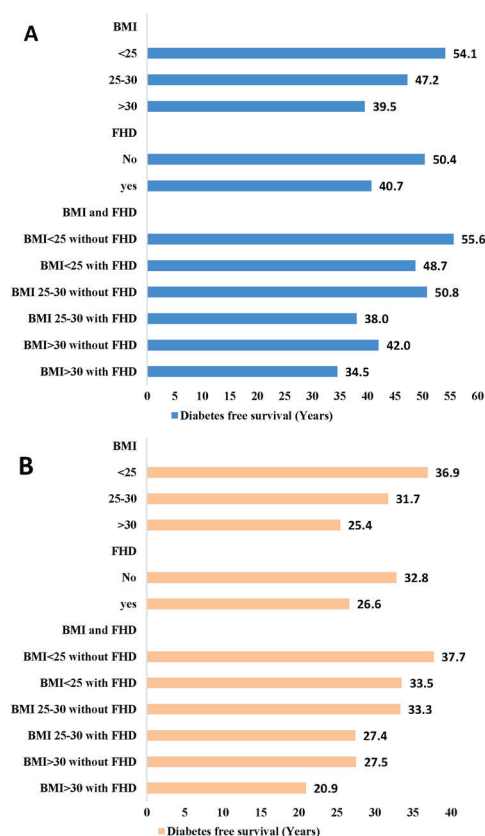 A
BMI
<25 54.1
25-30 47.2
>30 39.5
FHD
No 50.4
yes 40.7
BMI and FHD
BMI<25 without FHD 55.6
BMI<25 with FHD 48.7
BMI 25-30 without FHD 50.8
BMI 25-30 with FHD 38.0
BMI>30 without FHD 42.0
BMI>30 with FHD 34.5
0 5 10 15 20 25 30 35 40 45 50 55 60
Diabetes free survival (Years)
B
BMI
<25 36.9
25-30 31.7
>30 25.4
FHD
No 32.8
yes 26.6
BMI and FHD
BMI<25 without FHD 37.7
BMI<25 with FHD 33.5
BMI 25-30 without FHD 33.3
BMI 25-30 with FHD 27.4
BMI>30 without FHD 27.5
BMI>30 with FHD 20.9
0 5 10 15 20 25 30 35 40
Diabetes free survival (Years)